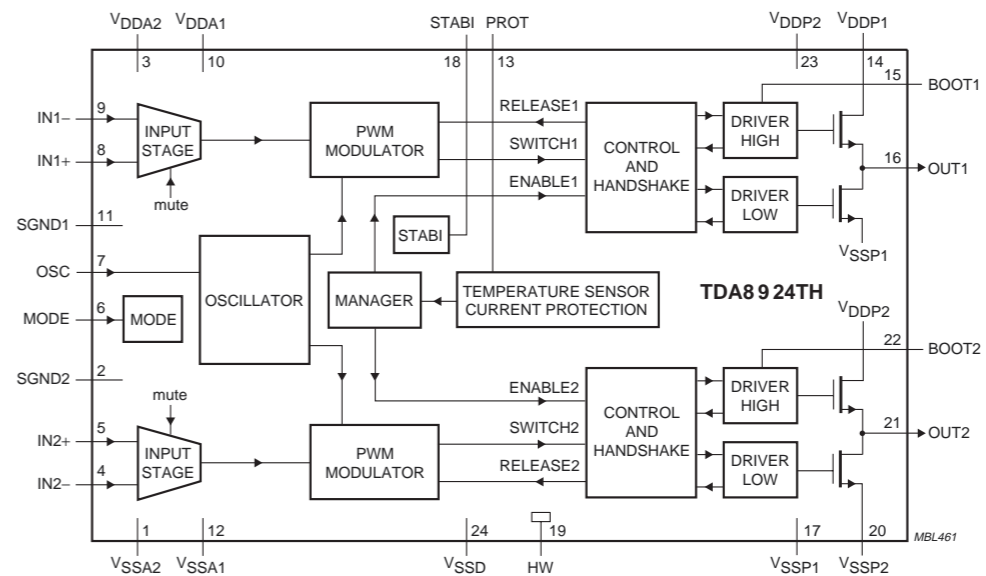 VDDA2 VDDA1 STABI PROT VDDP2 VDDP1
3 10 18 13 23 14
15 BOOT1
IN1− 9
INPUT STAGE
PWM MODULATOR
RELEASE1
CONTROL AND HANDSHAKE
DRIVER HIGH
IN1+ 8
SWITCH1
16 OUT1
mute
ENABLE1
DRIVER LOW
SGND1 11
STABI
VSSP1
OSC 7
OSCILLATOR
MANAGER
TEMPERATURE SENSOR
CURRENT PROTECTION
TDA8924TH
MODE 6
MODE
VDDP2
22 BOOT2
SGND2 2
mute
ENABLE2
CONTROL AND HANDSHAKE
DRIVER HIGH
IN2+ 5
INPUT STAGE
PWM MODULATOR
SWITCH2
21 OUT2
IN2− 4
RELEASE2
DRIVER LOW
1 12 24 19 17 20
MBL461
VSSA2 VSSA1 VSSD HW VSSP1 VSSP2